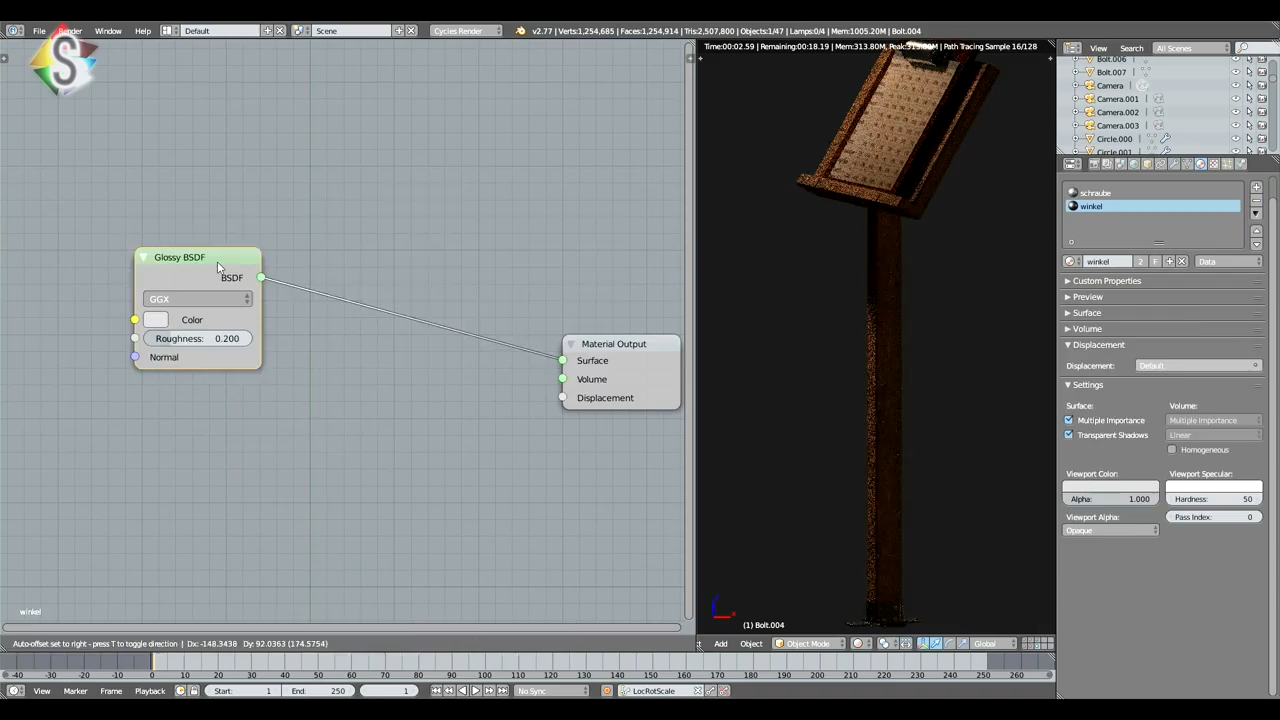 File Render Window Help Default Scene Cycles Render v2.77 | Verts:1,254,685 | Faces:1,254,914 | Tris:2,507,800 | Objects:1/47 | Lamps:0/4 | Mem:1005.20M | Bolt.004
S
Time:00:02.59 | Remaining:00:18.19 | Mem:313.80M, Peak:313.80M | Path Tracing Sample 16/128
View Search All Scenes
Bolt.006
Bolt.007
Camera
Camera.001
Camera.002
Camera.003
Circle.000
Circle.001
schraube
winkel
winkel 2 F Data
Custom Properties
Preview
Surface
Volume
Displacement
Displacement: Default
Settings
Surface: Volume:
Multiple Importance Multiple Importance
Transparent Shadows Linear
Homogeneous
Viewport Color: Viewport Specular:
Alpha: 1.000 Hardness: 50
Viewport Alpha: Pass Index: 0
Opaque
Glossy BSDF
BSDF
GGX
Color
Roughness: 0.200
Normal
Material Output
Surface
Volume
Displacement
winkel
(1) Bolt.004
Auto-offset set to right - press T to toggle direction | Dx: -148.3438 Dy: 92.0363 (174.5754)
Add Object Object Mode Global
-40 -30 -20 -10 0 10 20 30 40 50 60 70 80 90 100 110 120 130 140 150 160 170 180 190 200 210 220 230 240 250 260
View Marker Frame Playback Start: 1 End: 250 1 No Sync LocRotScale